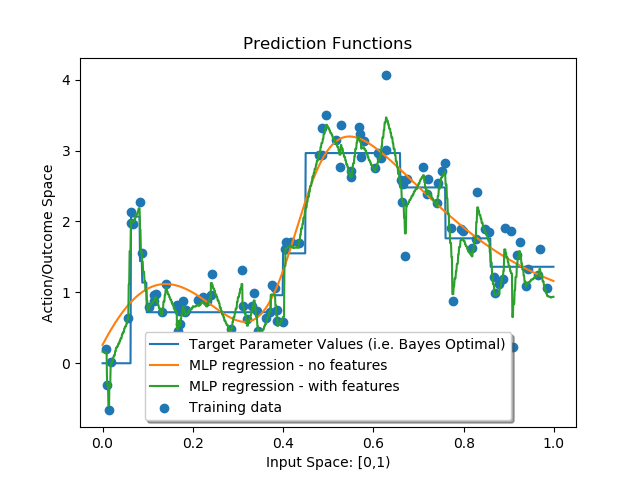 Prediction Functions
Action/Outcome Space
4
3
2
1
0
Target Parameter Values (i.e. Bayes Optimal)
MLP regression - no features
MLP regression - with features
Training data
0.0 0.2 0.4 0.6 0.8 1.0
Input Space: [0,1)